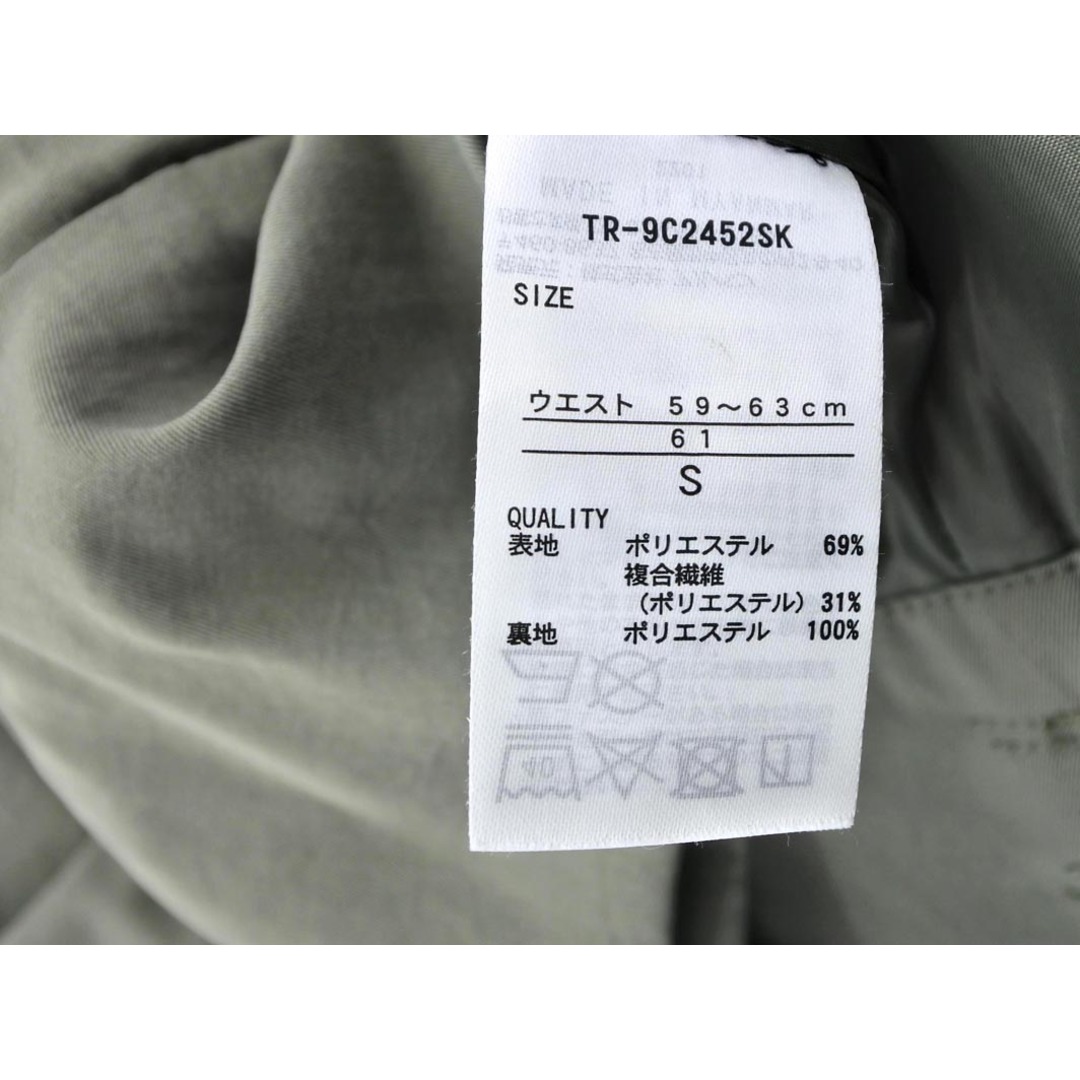 TR-9C2452SK
SIZE
ウエスト 59～63cm
61
S
QUALITY
表地 ポリエステル 69%
複合繊維
(ポリエステル) 31%
裏地 ポリエステル 100%